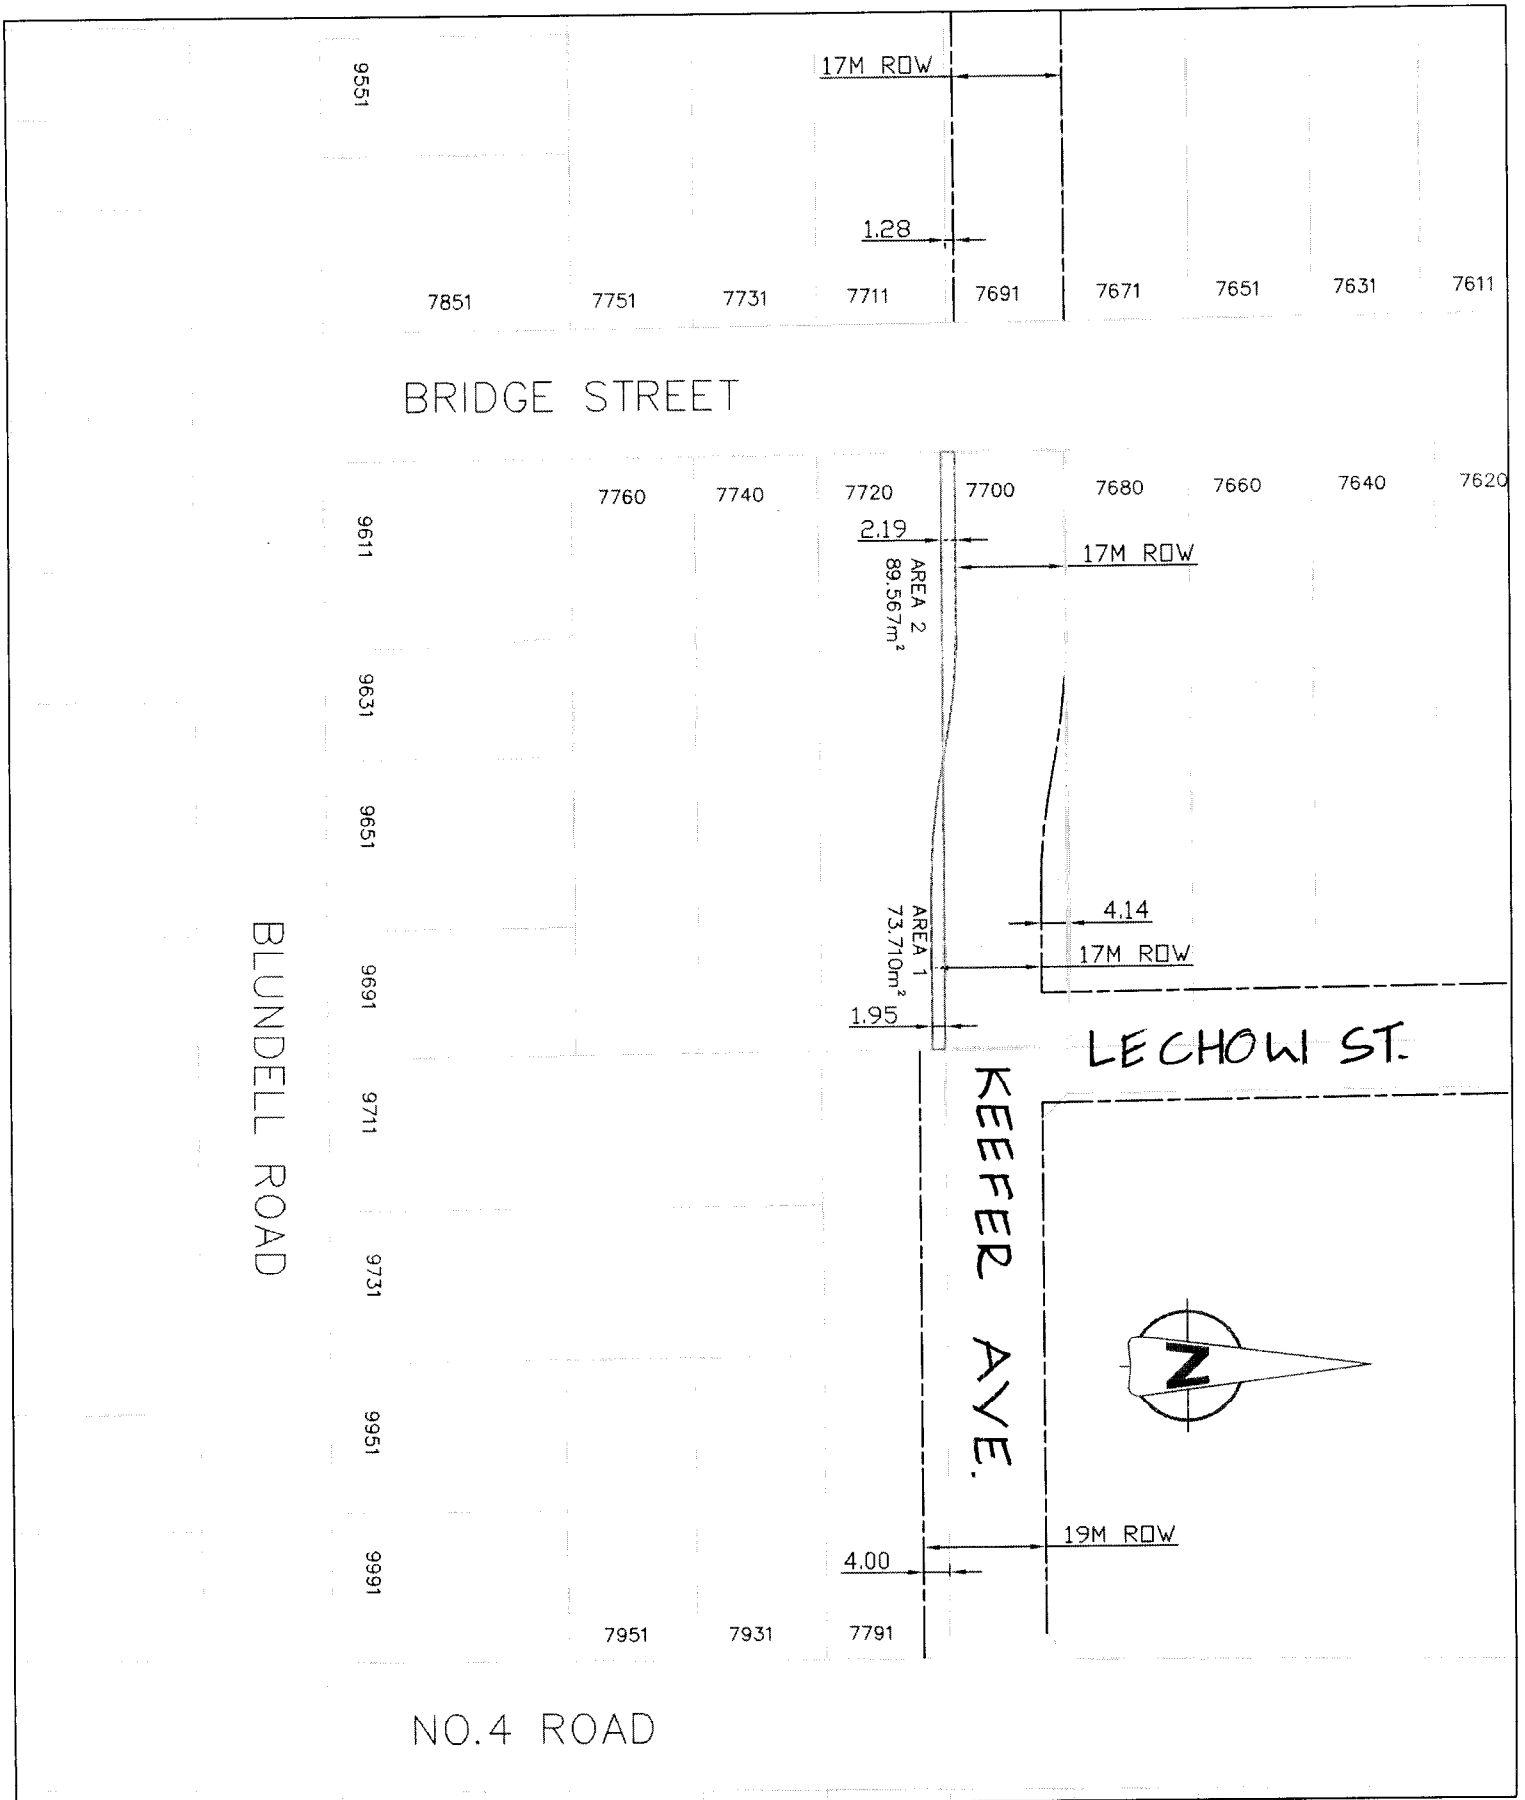 9551
17M ROW
1.28
7851
7751
7731
7711
7691
7671
7651
7631
7611
BRIDGE STREET
7760
7740
7720
7700
7680
7660
7640
7620
9611
2.19
17M ROW
AREA 2
89.567m²
9631
9651
4.14
AREA 1
73.710m²
17M ROW
9691
1.95
LECHOW ST.
BLUNDELL ROAD
KEEFER AVE.
9711
9731
N
9951
19M ROW
4.00
9991
7951
7931
7791
NO.4 ROAD